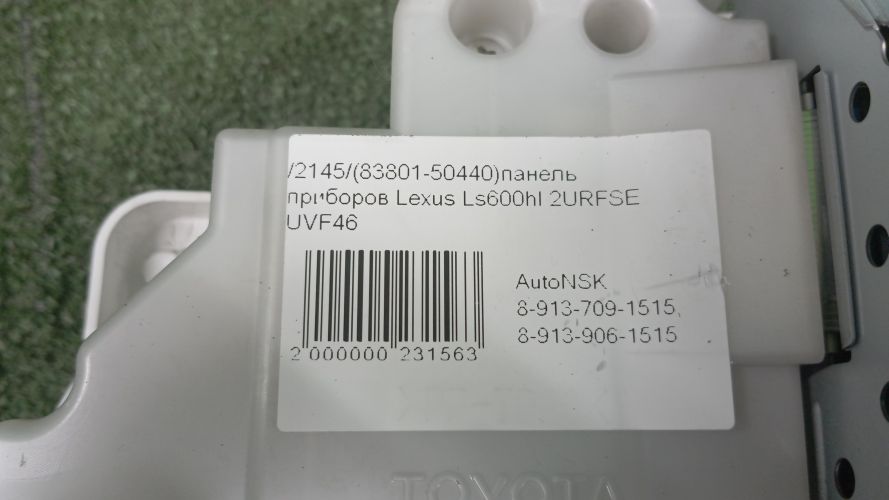 /2145/(83801-50440)панель
приборов Lexus Ls600hl 2URFSE
UVF46
AutoNSK
8-913-709-1515,
8-913-906-1515
2 000000 231563
TOYOTA